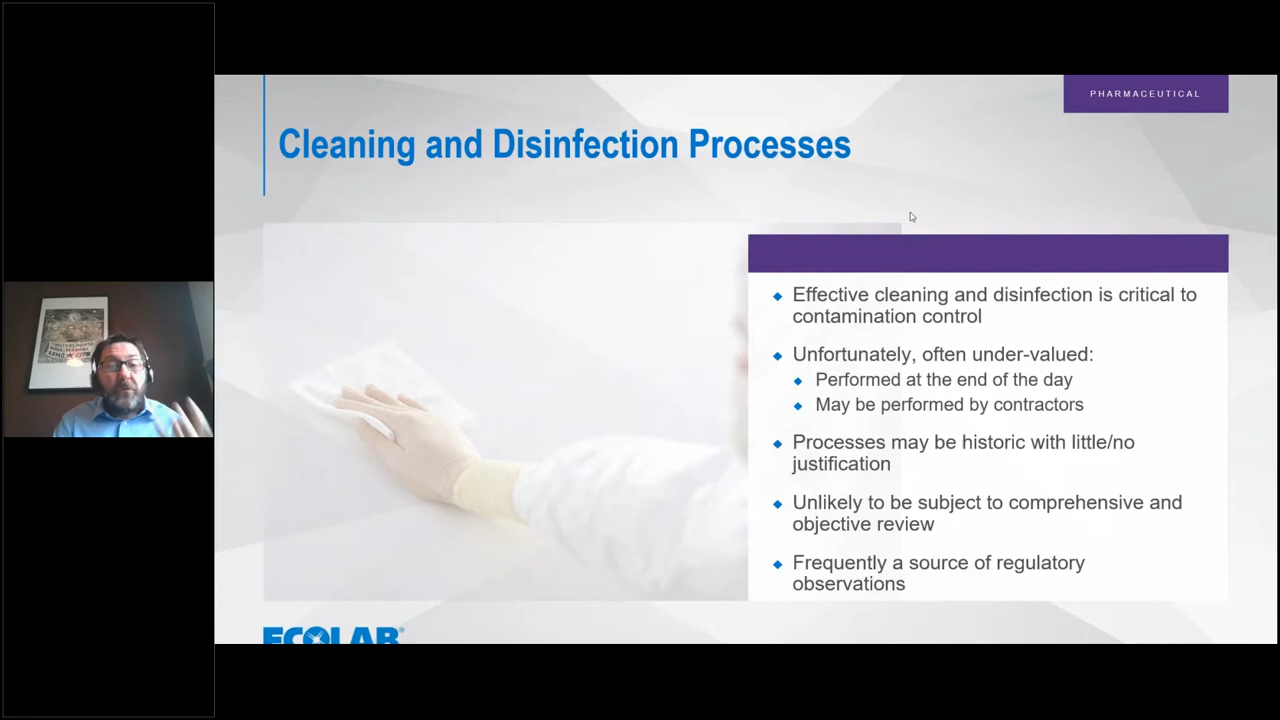 PHARMACEUTICAL
Cleaning and Disinfection Processes
Effective cleaning and disinfection is critical to
contamination control
Unfortunately, often under-valued:
Performed at the end of the day
May be performed by contractors
Processes may be historic with little/no
justification
Unlikely to be subject to comprehensive and
objective review
Frequently a source of regulatory
observations
ECOLAB®